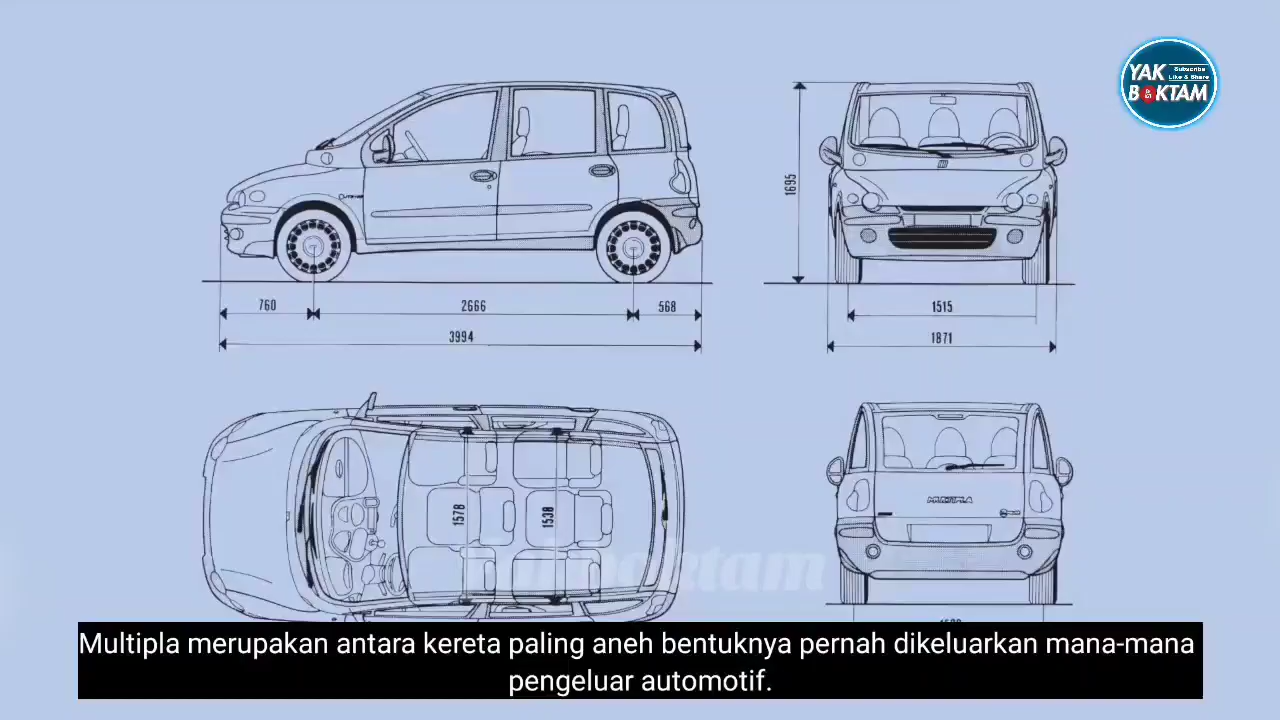 YAK
Subscribe
Like & Share
BOKTAM
1695
760
2666
568
3994
1515
1871
1578
1538
MULTIPLA
boktam
Multipla merupakan antara kereta paling aneh bentuknya pernah dikeluarkan mana-mana
pengeluar automotif.